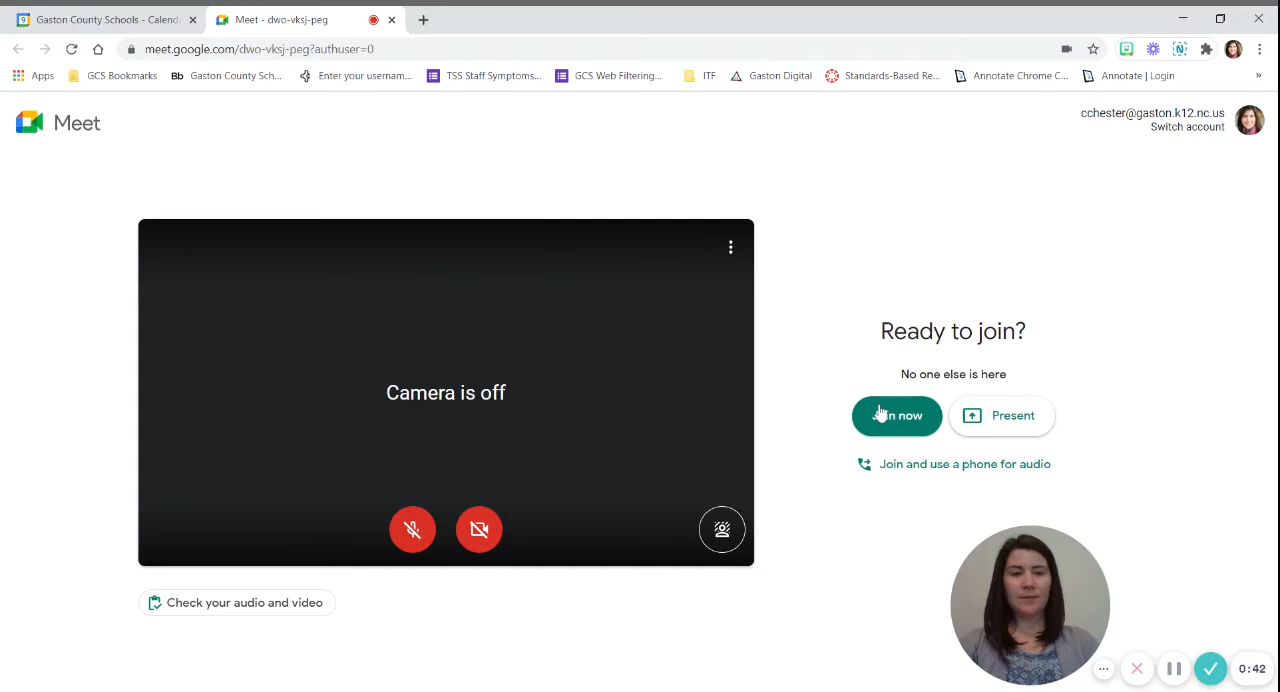 Gaston County Schools - Calenda
Meet - dwo-vksj-peg
meet.google.com/dwo-vksj-peg?authuser=0
Apps
GCS Bookmarks
Bb Gaston County Sch...
Enter your usernam...
TSS Staff Symptoms...
GCS Web Filtering...
ITF
Gaston Digital
Standards-Based Re...
Annotate Chrome C...
Annotate | Login
»
Meet
cchester@gaston.k12.nc.us
Switch account
Camera is off
Ready to join?
No one else is here
now
Present
Join and use a phone for audio
Check your audio and video
0:42